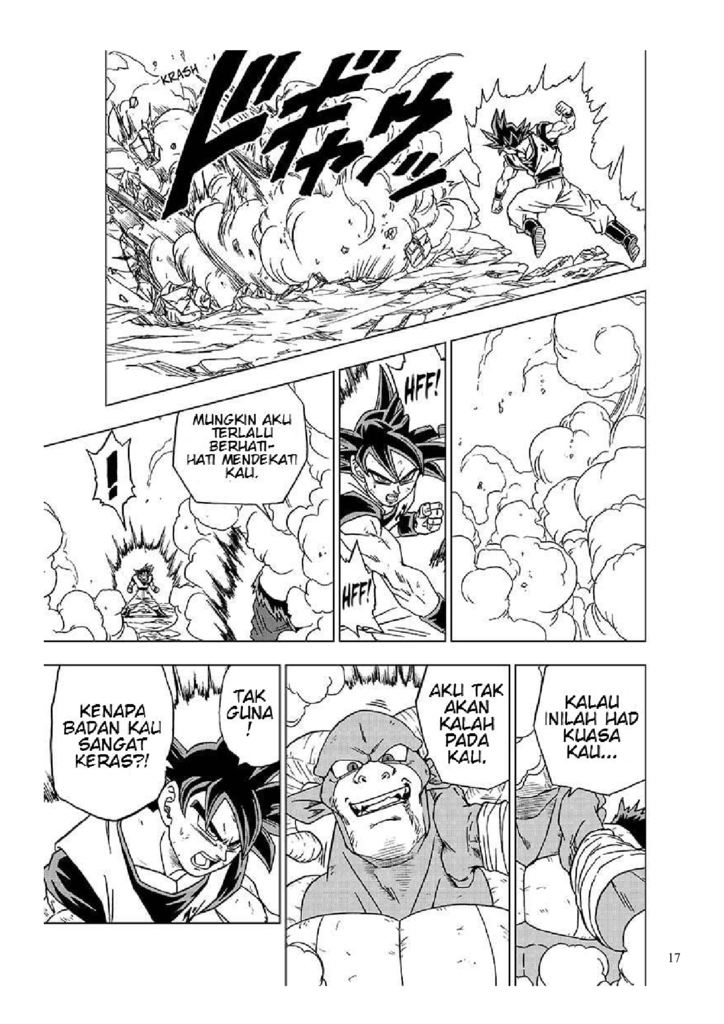 KRASH
ドギャウッ
HFF!
HFF!
MUNGKIN AKU
TERLALU
BERHATI-
HATI MENDEKATI
KAU.
!
KALAU
INILAH HAD
KUASA
KAU...
AKU TAK
AKAN
KALAH
PADA
KAU.
TAK
GUNA
!
KENAPA
BADAN KAU
SANGAT
KERAS?!
17